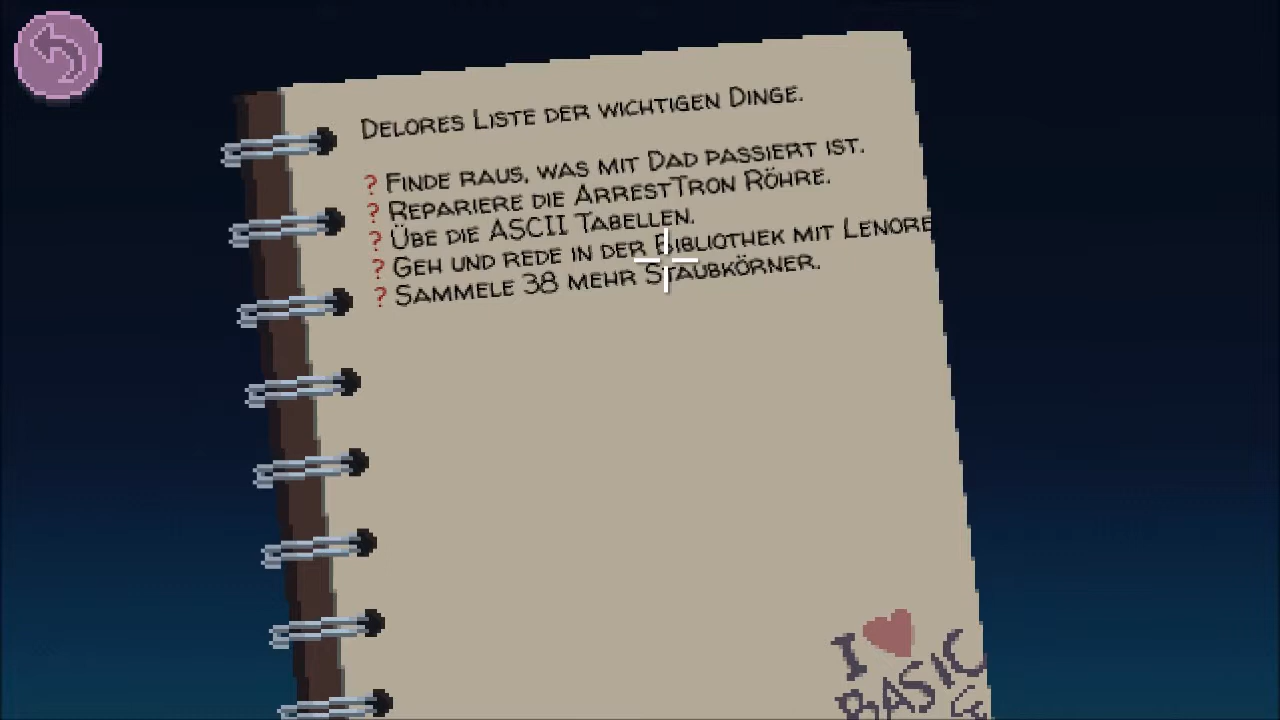 Delores Liste der wichtigen Dinge.
? Finde raus, was mit Dad passiert ist.
? Repariere die ArrestTron Röhre.
? Übe die ASCII Tabellen.
? Geh und rede in der Bibliothek mit Lenore
? Sammele 38 mehr Staubkörner.
I ♥
BASIC